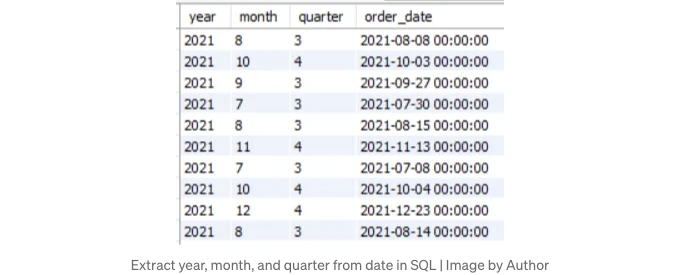 year month quarter order_date
2021 8 3 2021-08-08 00:00:00
2021 10 4 2021-10-03 00:00:00
2021 9 3 2021-09-27 00:00:00
2021 7 3 2021-07-30 00:00:00
2021 8 3 2021-08-15 00:00:00
2021 11 4 2021-11-13 00:00:00
2021 7 3 2021-07-08 00:00:00
2021 10 4 2021-10-04 00:00:00
2021 12 4 2021-12-23 00:00:00
2021 8 3 2021-08-14 00:00:00
Extract year, month, and quarter from date in SQL | Image by Author